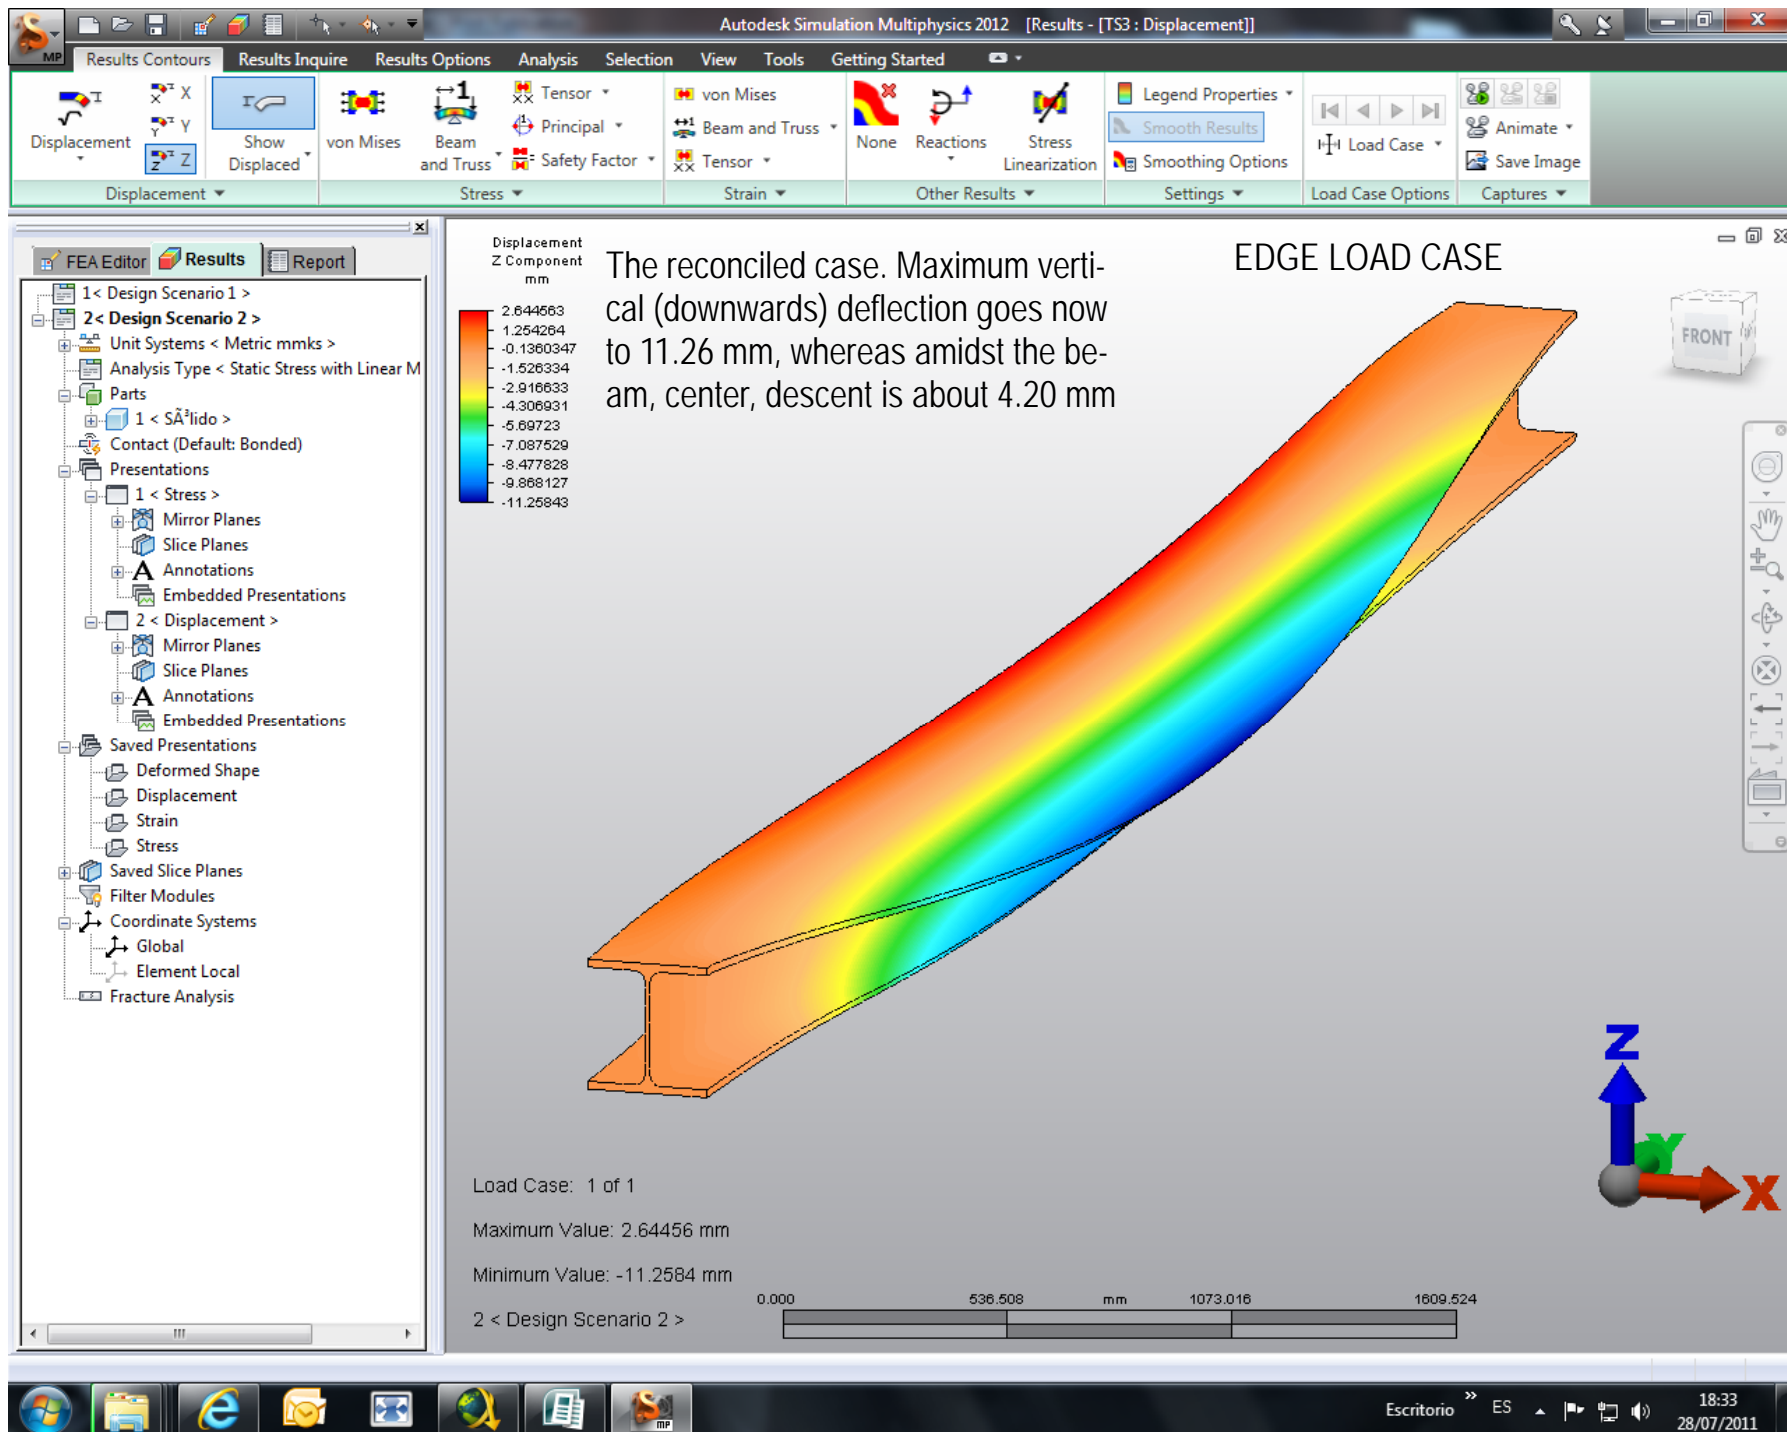 Autodesk Simulation Multiphysics 2012 [Results - [TS3 : Displacement]]
MP
Results Contours Results Inquire Results Options Analysis Selection View Tools Getting Started
Displacement
X
Y
Z
Show Displaced
von Mises
Beam and Truss
Tensor
Principal
Safety Factor
von Mises
Beam and Truss
Tensor
None
Reactions
Stress Linearization
Legend Properties
Smooth Results
Smoothing Options
Load Case
Animate
Save Image
Displacement Stress Strain Other Results Settings Load Case Options Captures
FEA Editor Results Report
1< Design Scenario 1 >
2< Design Scenario 2 >
Unit Systems < Metric mmks >
Analysis Type < Static Stress with Linear M
Parts
1 < SÃ³lido >
Contact (Default: Bonded)
Presentations
1 < Stress >
Mirror Planes
Slice Planes
Annotations
Embedded Presentations
2 < Displacement >
Mirror Planes
Slice Planes
Annotations
Embedded Presentations
Saved Presentations
Deformed Shape
Displacement
Strain
Stress
Saved Slice Planes
Filter Modules
Coordinate Systems
Global
Element Local
Fracture Analysis
Displacement
Z Component
mm
2.644563
1.254264
-0.1360347
-1.526334
-2.916633
-4.306931
-5.69723
-7.087529
-8.477828
-9.868127
-11.25843
The reconciled case. Maximum verti-
cal (downwards) deflection goes now
to 11.26 mm, whereas amidst the be-
am, center, descent is about 4.20 mm
EDGE LOAD CASE
FRONT
Z
Y
X
Load Case: 1 of 1
Maximum Value: 2.64456 mm
Minimum Value: -11.2584 mm
2 < Design Scenario 2 >
0.000 536.508 mm 1073.016 1609.524
MP
Escritorio » ES
18:33
28/07/2011